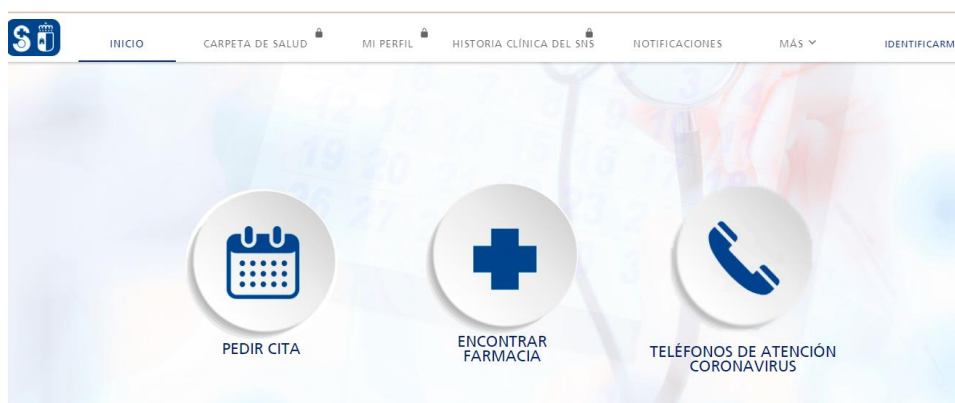 INICIO CARPETA DE SALUD MI PERFIL HISTORIA CLÍNICA DEL SNS NOTIFICACIONES MÁS IDENTIFICARM
PEDIR CITA
ENCONTRAR
FARMACIA
TELÉFONOS DE ATENCIÓN
CORONAVIRUS